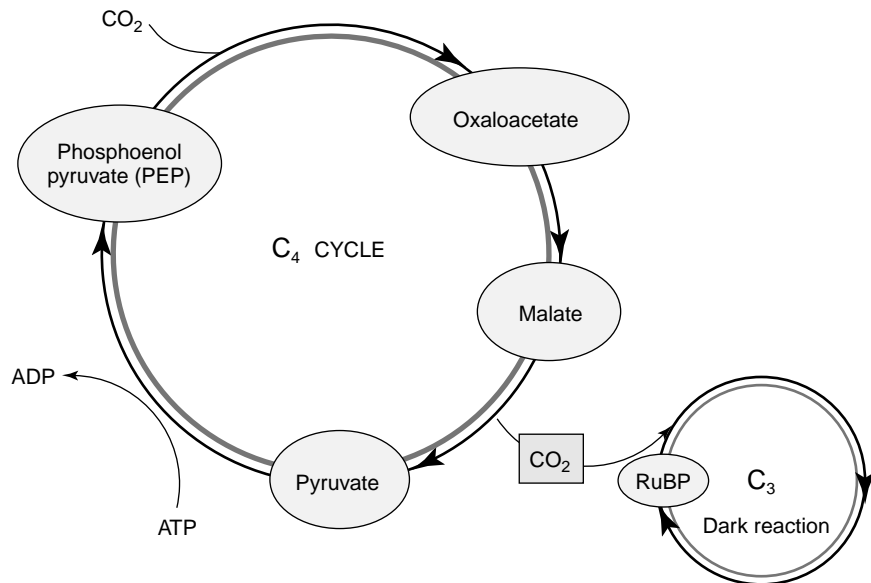 CO₂
Oxaloacetate
Phosphoenol
pyruvate (PEP)
C₄ CYCLE
Malate
ADP
CO₂
Pyruvate
RuBP
C₃
Dark reaction
ATP